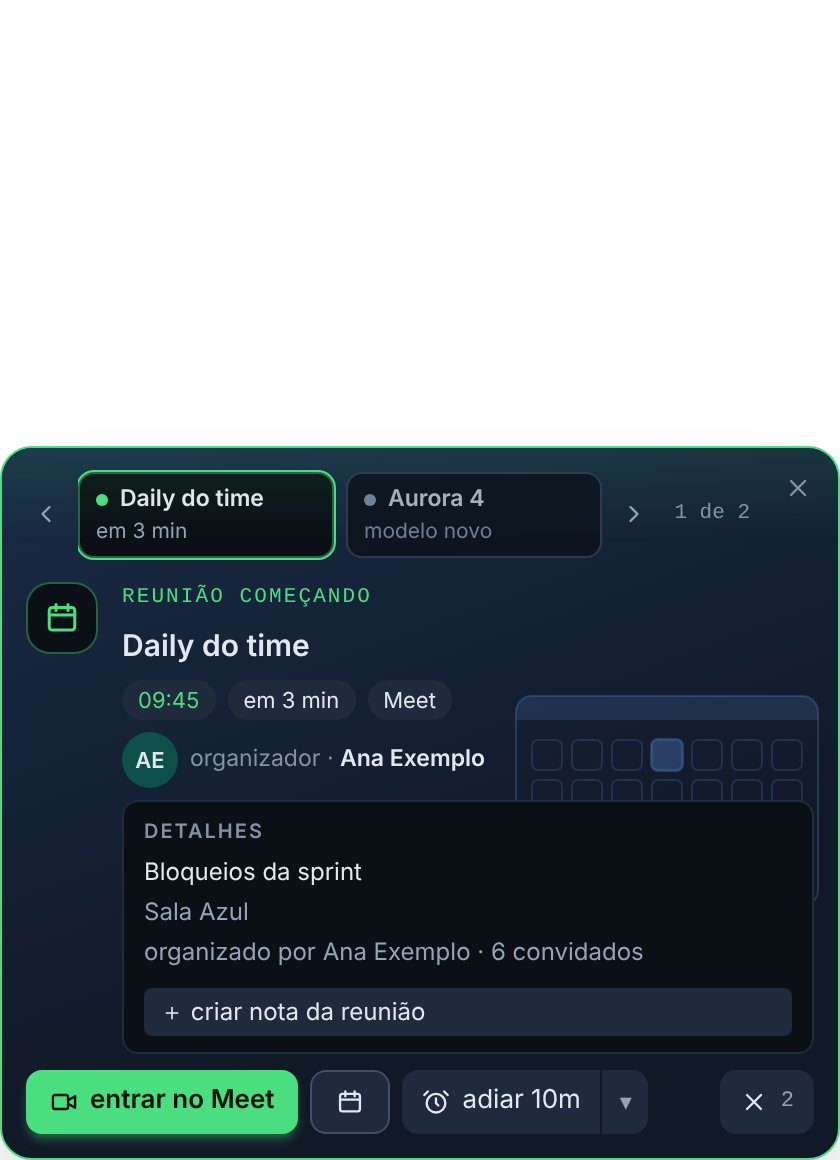 Daily do time
em 3 min
Aurora 4
modelo novo
1 de 2
REUNIÃO COMEÇANDO
Daily do time
09:45 em 3 min Meet
AE organizador · Ana Exemplo
DETALHES
Bloqueios da sprint
Sala Azul
organizado por Ana Exemplo · 6 convidados
+ criar nota da reunião
entrar no Meet adiar 10m ▾ 2